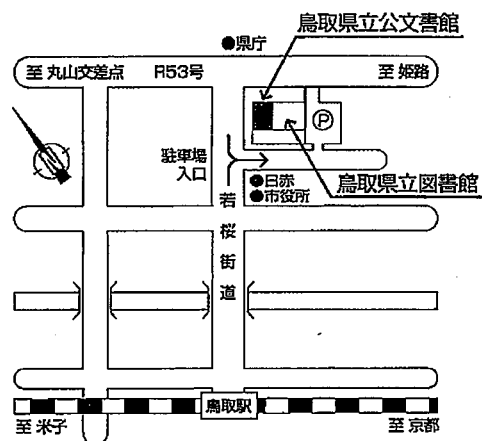 鳥取県立公文書館
●県庁
至 丸山交差点 R53号 至 姫路
Ⓟ
駐車場
入口
鳥取県立図書館
●日赤
●市役所
若桜街道
鳥取駅
至 米子
至 京都